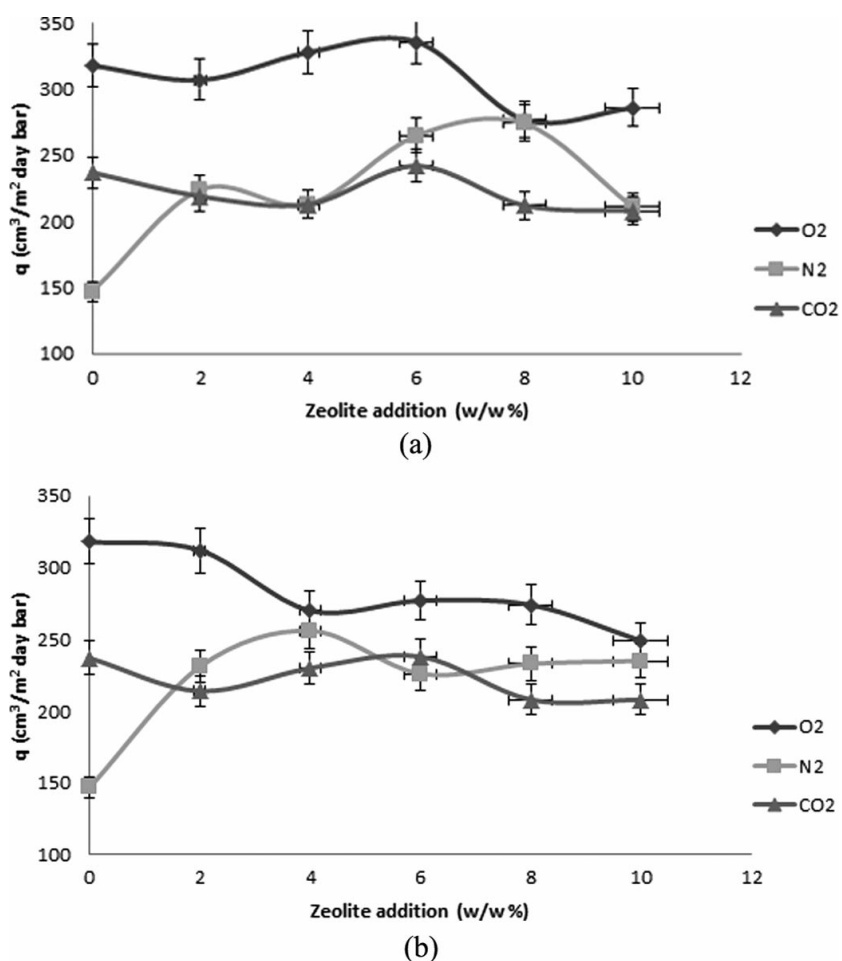 350
300
250
200
150
100
q (cm³/m² day bar)
0 2 4 6 8 10 12
Zeolite addition (w/w%)
O2
N2
CO2
(a)
350
300
250
200
150
100
q (cm³/m² day bar)
0 2 4 6 8 10 12
Zeolite addition (w/w%)
O2
N2
CO2
(b)